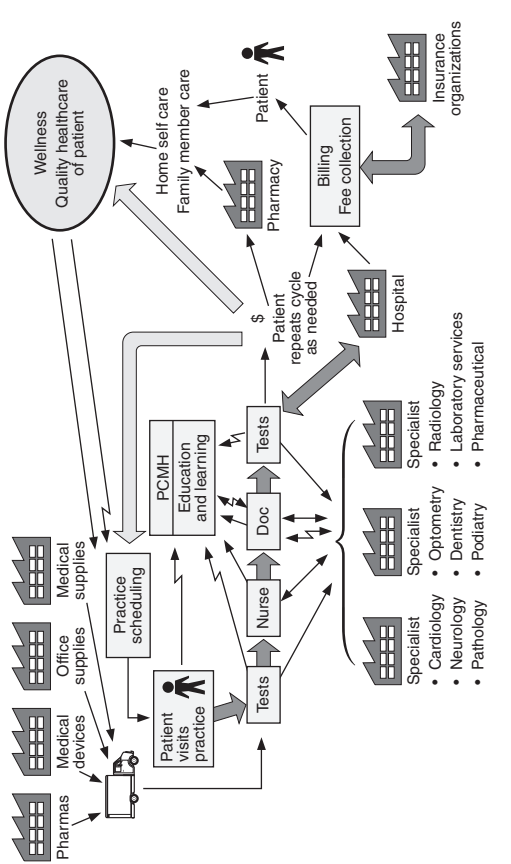 Pharmas
Medical
devices
Office
supplies
Medical
supplies
Wellness
Quality healthcare
of patient
Practice
scheduling
Patient
visits
practice
PCMH
Education
and learning
Tests
Nurse
Doc
Tests
$
Patient
repeats cycle
as needed
Home self care
Family member care
Pharmacy
Patient
Billing
Fee collection
Insurance
organizations
Hospital
Specialist
• Cardiology
• Neurology
• Pathology
Specialist
• Optometry
• Dentistry
• Podiatry
Specialist
• Radiology
• Laboratory services
• Pharmaceutical